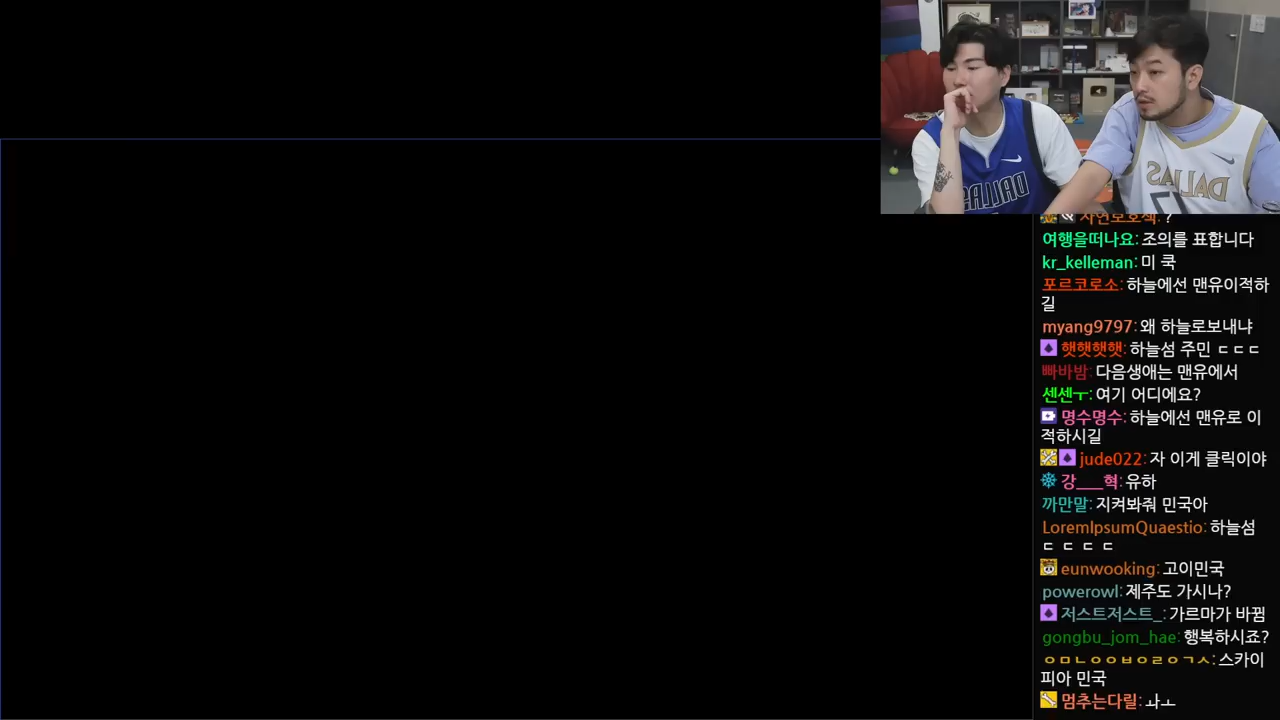 DALLAS
DALLAS
7
자연보호색: ?
여행을떠나요: 조의를 표합니다
kr_kelleman: 미 쿡
포르코로소: 하늘에선 맨유이적하
길
myang9797: 왜 하늘로보내냐
햇햇햇햇: 하늘섬 주민 ㄷㄷㄷ
빠바밤: 다음생애는 맨유에서
센센ㅜ: 여기 어디에요?
명수명수: 하늘에선 맨유로 이
적하시길
jude022: 자 이게 클릭이야
강___혁: 유하
까만말: 지켜봐줘 민국아
LoremIpsumQuaestio: 하늘섬
ㄷ ㄷ ㄷ ㄷ
eunwooking: 고이민국
powerowl: 제주도 가시나?
저스트저스트_: 가르마가 바뀜
gongbu_jom_hae: 행복하시죠?
ㅇㅁㄴㅇㅇㅂㅇㄹㅇㄱㅅ: 스카이
피아 민국
멈추는다릴: ㅘㅗ